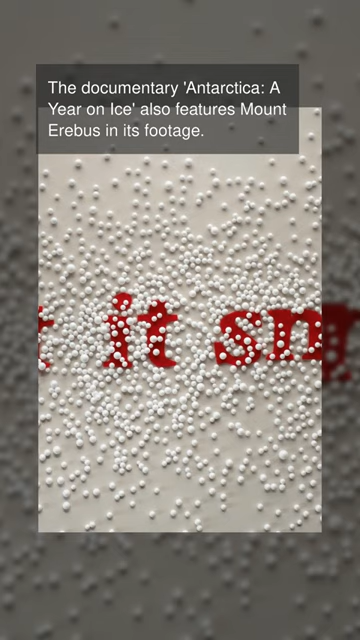 The documentary 'Antarctica: A
Year on Ice' also features Mount
Erebus in its footage.
it sn